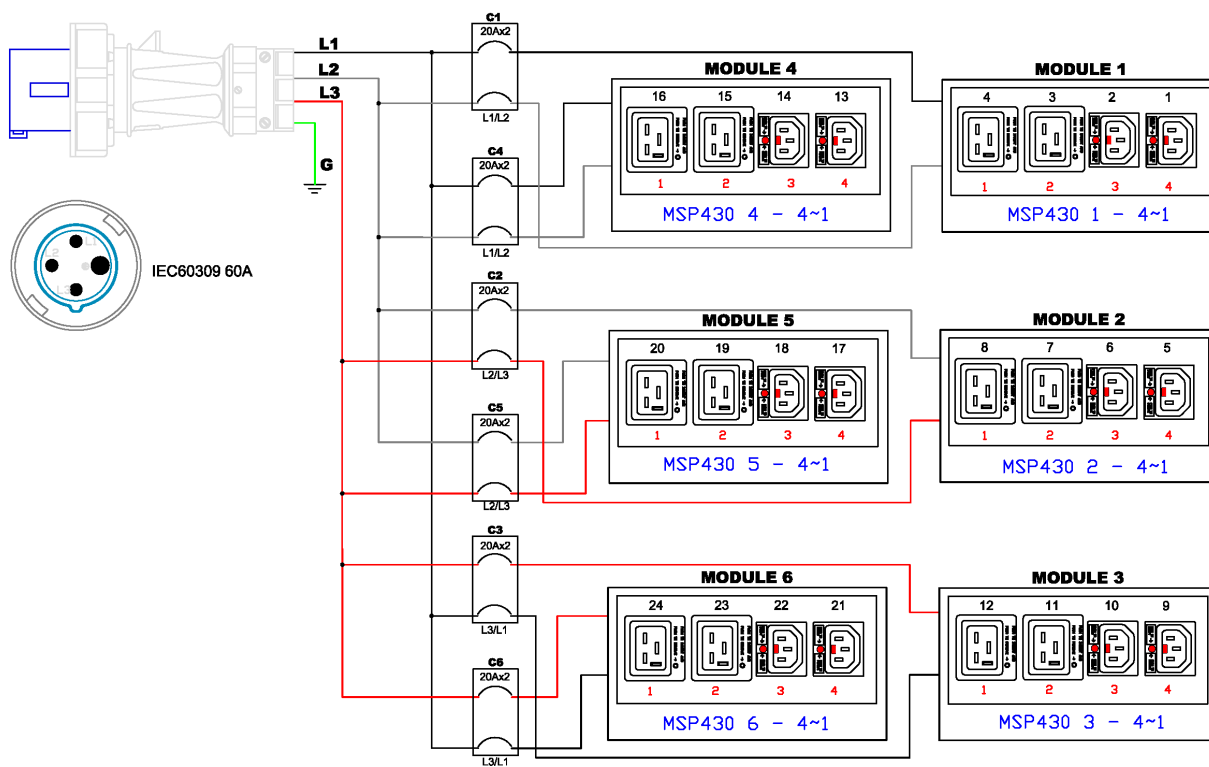 C1
20Ax2
L1/L2
L1
L2
L3
G
MODULE 4
16 15 14 13
1 2 3 4
MSP430 4 - 4~1
MODULE 1
4 3 2 1
1 2 3 4
MSP430 1 - 4~1
C4
20Ax2
L1/L2
L1
L2
L3
IEC60309 60A
C2
20Ax2
L2/L3
MODULE 5
20 19 18 17
1 2 3 4
MSP430 5 - 4~1
MODULE 2
8 7 6 5
1 2 3 4
MSP430 2 - 4~1
C5
20Ax2
L2/L3
C3
20Ax2
L3/L1
MODULE 6
24 23 22 21
1 2 3 4
MSP430 6 - 4~1
MODULE 3
12 11 10 9
1 2 3 4
MSP430 3 - 4~1
C6
20Ax2
L3/L1